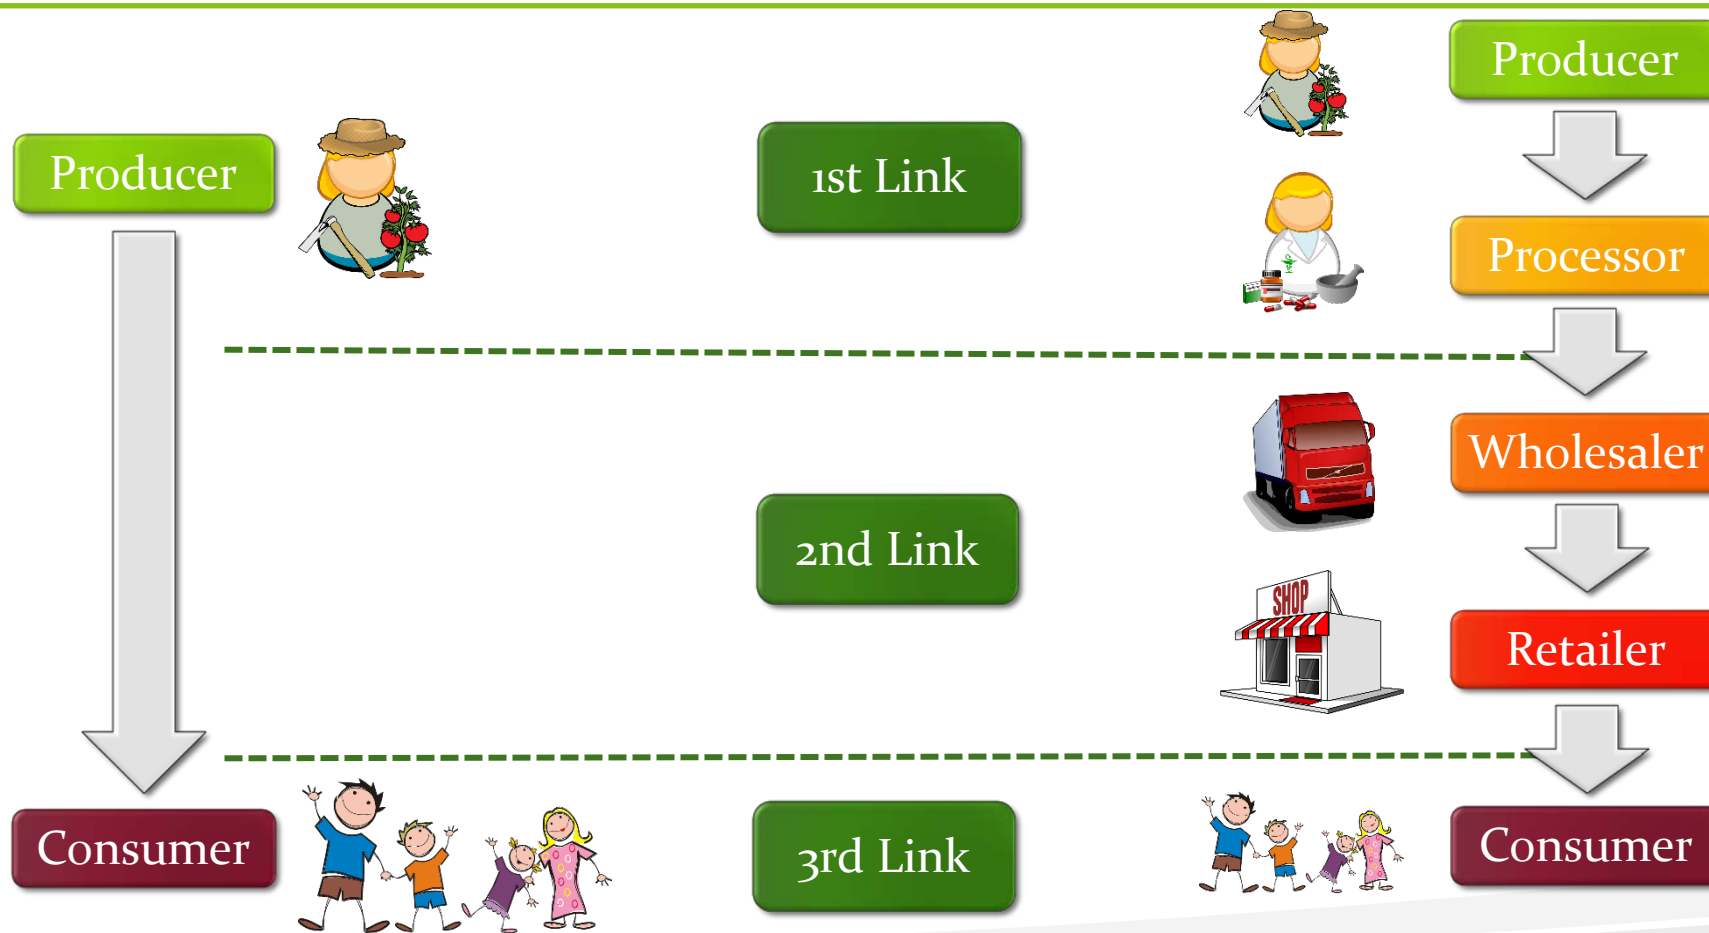 Producer
Producer
1st Link
Processor
Wholesaler
2nd Link
SHOP
Retailer
Consumer
3rd Link
Consumer